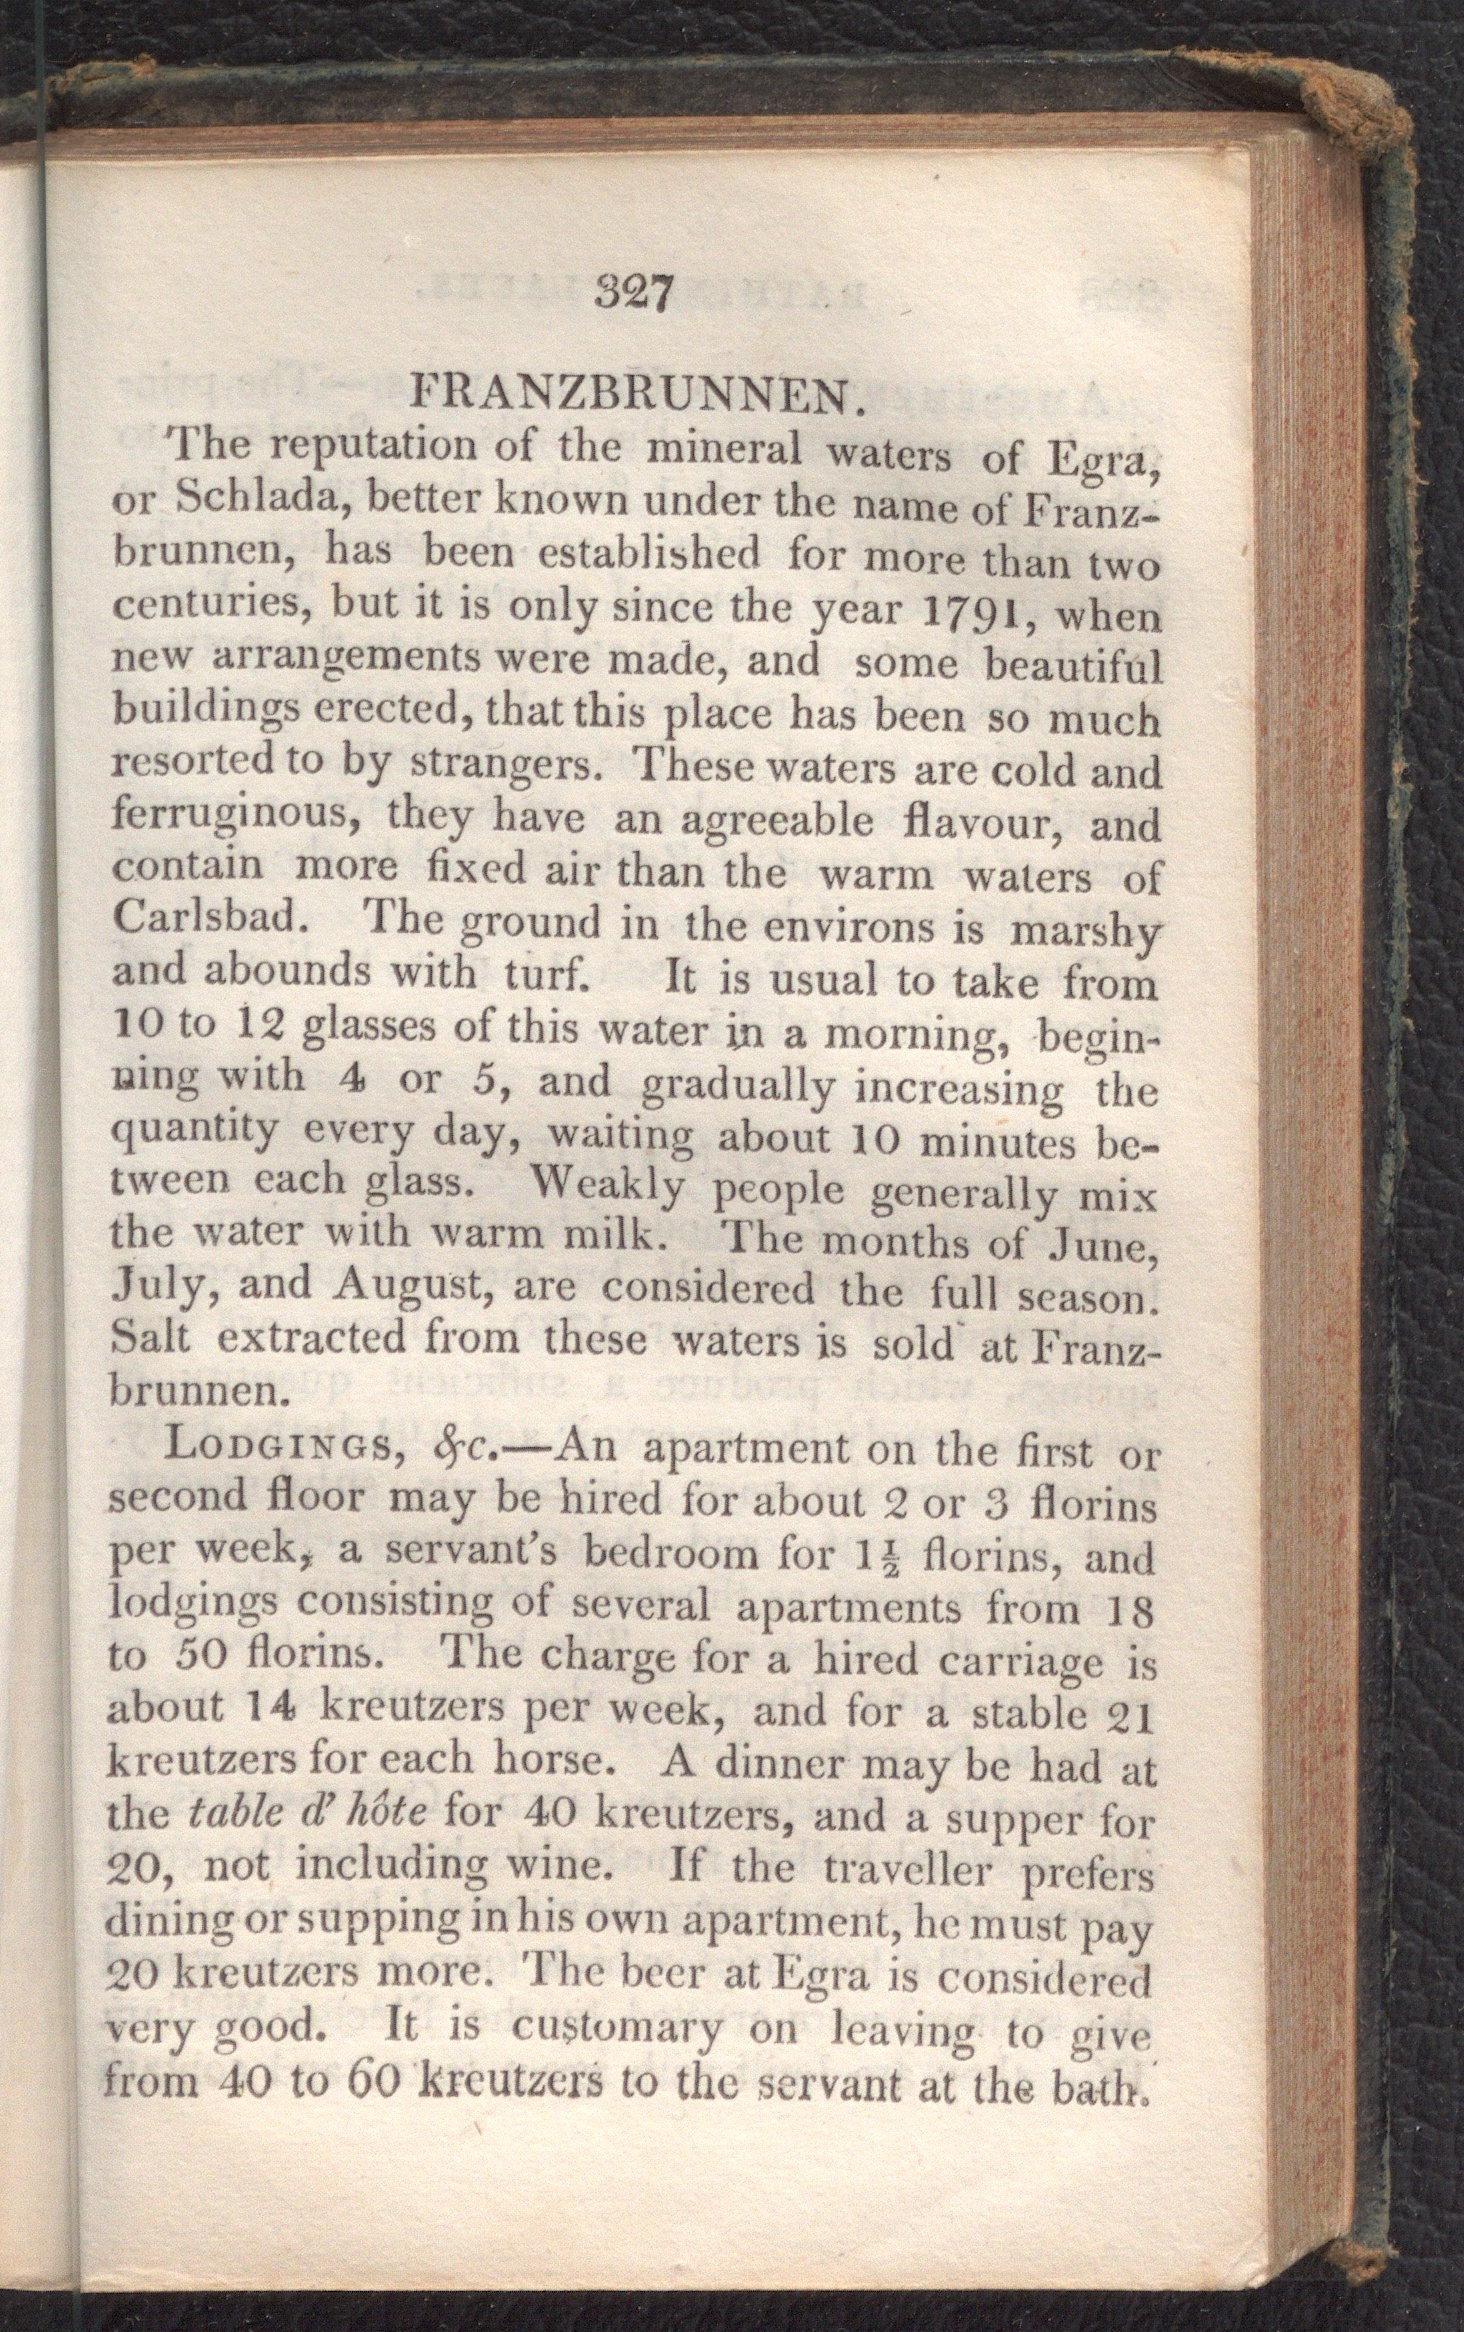 327
FRANZBRUNNEN.
The reputation of the mineral waters of Egra,
or Schlada, better known under the name of Franz-
brunnen, has been established for more than two
centuries, but it is only since the year 1791, when
new arrangements were made, and some beautiful
buildings erected, that this place has been so much
resorted to by strangers. These waters are cold and
ferruginous, they have an agreeable flavour, and
contain more fixed air than the warm waters of
Carlsbad. The ground in the environs is marshy
and abounds with turf. It is usual to take from
10 to 12 glasses of this water in a morning, begin-
ning with 4 or 5, and gradually increasing the
quantity every day, waiting about 10 minutes be-
tween each glass. Weakly people generally mix
the water with warm milk. The months of June,
July, and August, are considered the full season.
Salt extracted from these waters is sold at Franz-
brunnen.
LODGINGS, &c.—An apartment on the first or
second floor may be hired for about 2 or 3 florins
per week, a servant's bedroom for 1½ florins, and
lodgings consisting of several apartments from 18
to 50 florins. The charge for a hired carriage is
about 14 kreutzers per week, and for a stable 21
kreutzers for each horse. A dinner may be had at
the table d' hôte for 40 kreutzers, and a supper for
20, not including wine. If the traveller prefers
dining or supping in his own apartment, he must pay
20 kreutzers more. The beer at Egra is considered
very good. It is customary on leaving to give
from 40 to 60 kreutzers to the servant at the bath.